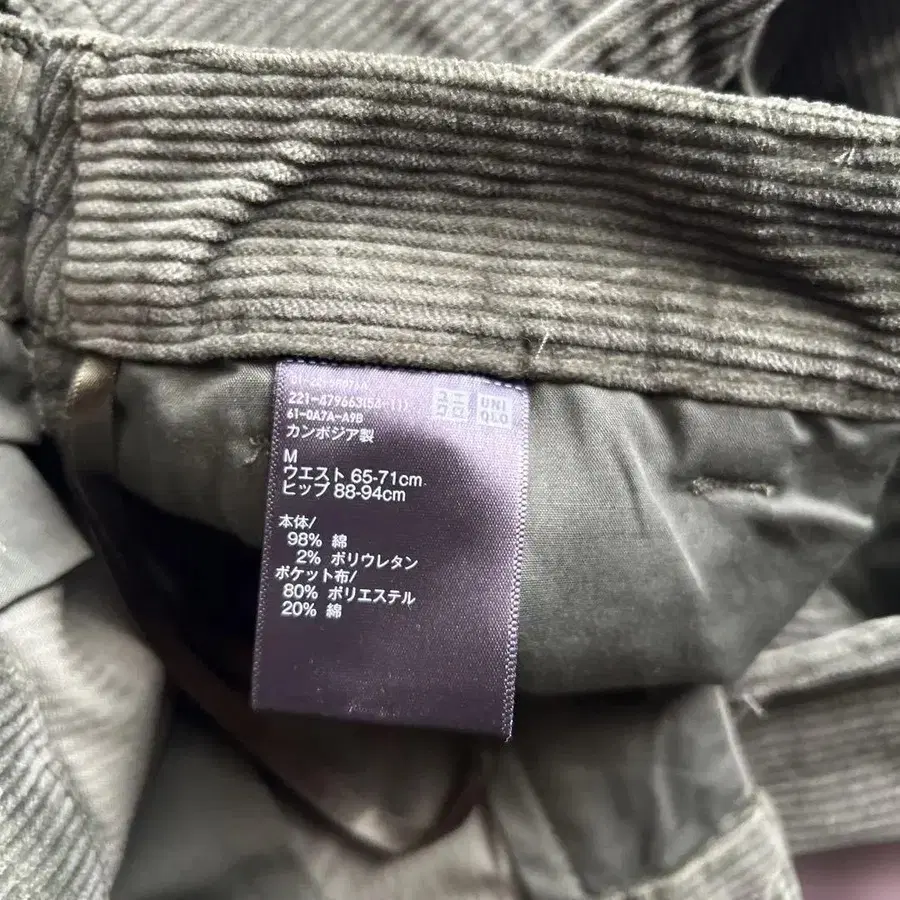 221-479663(54-11)
61-0A7A-A9B
カンボジア製
ユニ
クロ
UNI
QLO
M
ウエスト 65-71cm
ヒップ 88-94cm
本体/
98% 綿
2% ポリウレタン
ポケット布/
80% ポリエステル
20% 綿